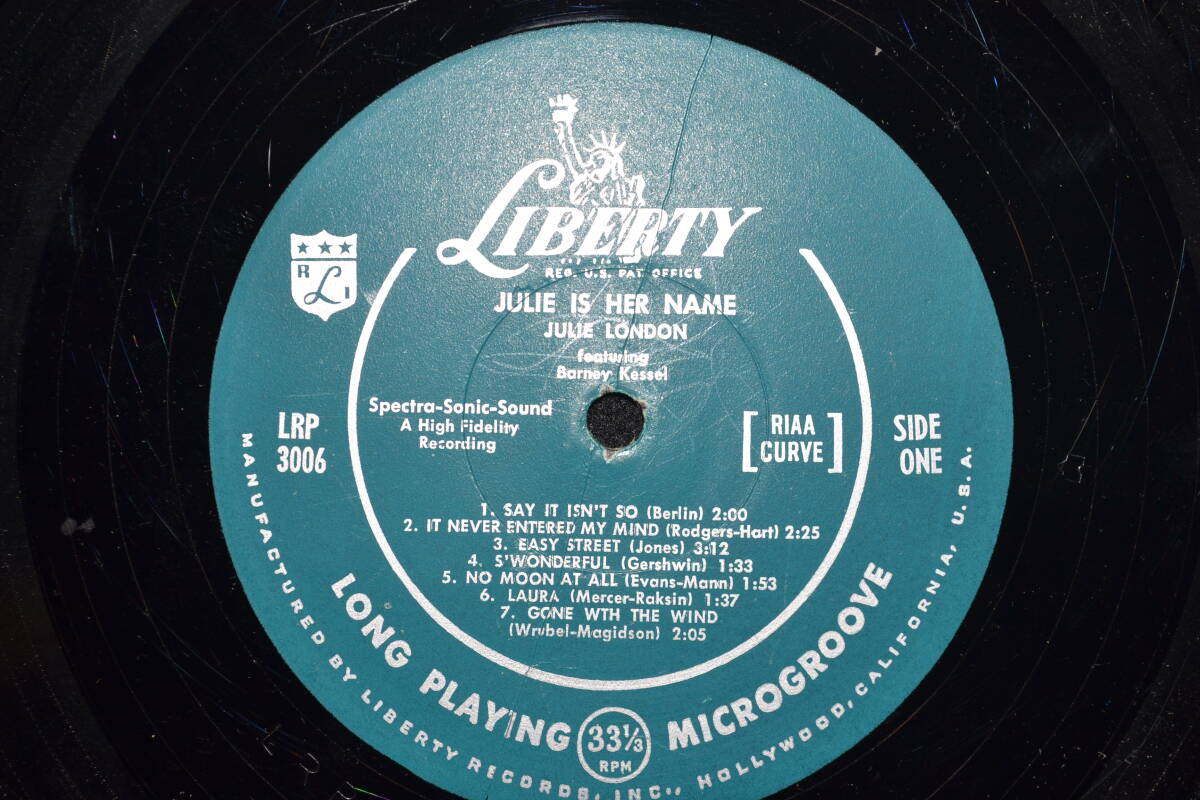 LIBERTY
REG. U.S. PAT. OFFICE
R L I
JULIE IS HER NAME
JULIE LONDON
featuring
Barney Kessel
Spectra-Sonic-Sound
A High Fidelity
Recording
LRP
3006
[RIAA
CURVE]
SIDE
ONE
1. SAY IT ISN'T SO (Berlin) 2:00
2. IT NEVER ENTERED MY MIND (Rodgers-Hart) 2:25
3. EASY STREET (Jones) 3:12
4. S'WONDERFUL (Gershwin) 1:33
5. NO MOON AT ALL (Evans-Mann) 1:53
6. LAURA (Mercer-Raksin) 1:37
7. GONE WTH THE WIND
(Wrubel-Magidson) 2:05
LONG PLAYING 33⅓ RPM MICROGROOVE
MANUFACTURED BY LIBERTY RECORDS, INC., HOLLYWOOD, CALIFORNIA, U.S.A.